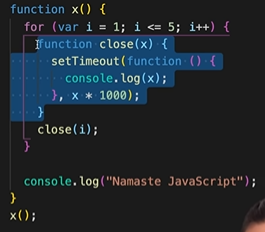 function x() {
for (var i = 1; i <= 5; i++) {
function close(x) {
setTimeout(function () {
console.log(x);
}, x * 1000);
}
close(i);
}
console.log("Namaste JavaScript");
}
x();